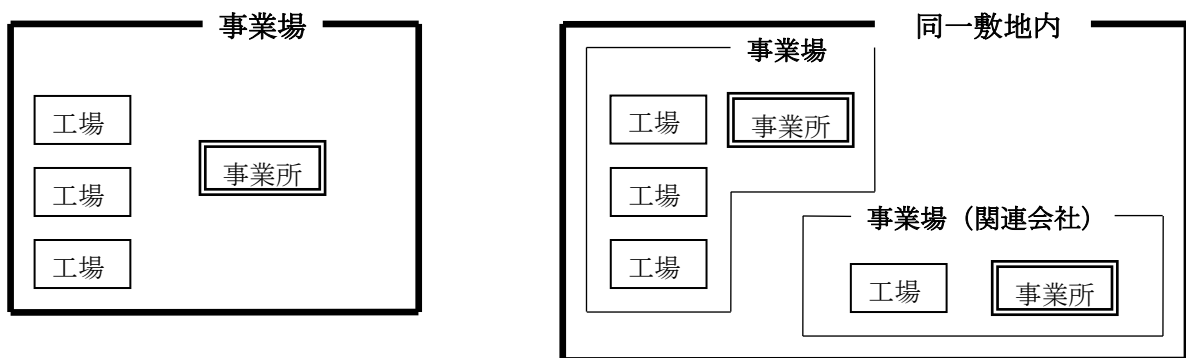 事業場
工場
事業所
工場
工場
同一敷地内
事業場
工場
事業所
工場
工場
事業場（関連会社）
工場
事業所